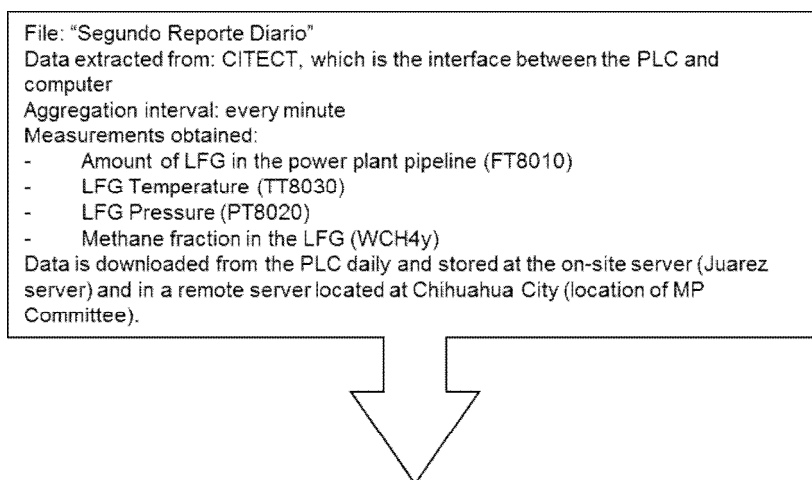 File: “Segundo Reporte Diario”
Data extracted from: CITECT, which is the interface between the PLC and
computer
Aggregation interval: every minute
Measurements obtained:
- Amount of LFG in the power plant pipeline (FT8010)
- LFG Temperature (TT8030)
- LFG Pressure (PT8020)
- Methane fraction in the LFG (WCH4y)
Data is downloaded from the PLC daily and stored at the on-site server (Juarez
server) and in a remote server located at Chihuahua City (location of MP
Committee).